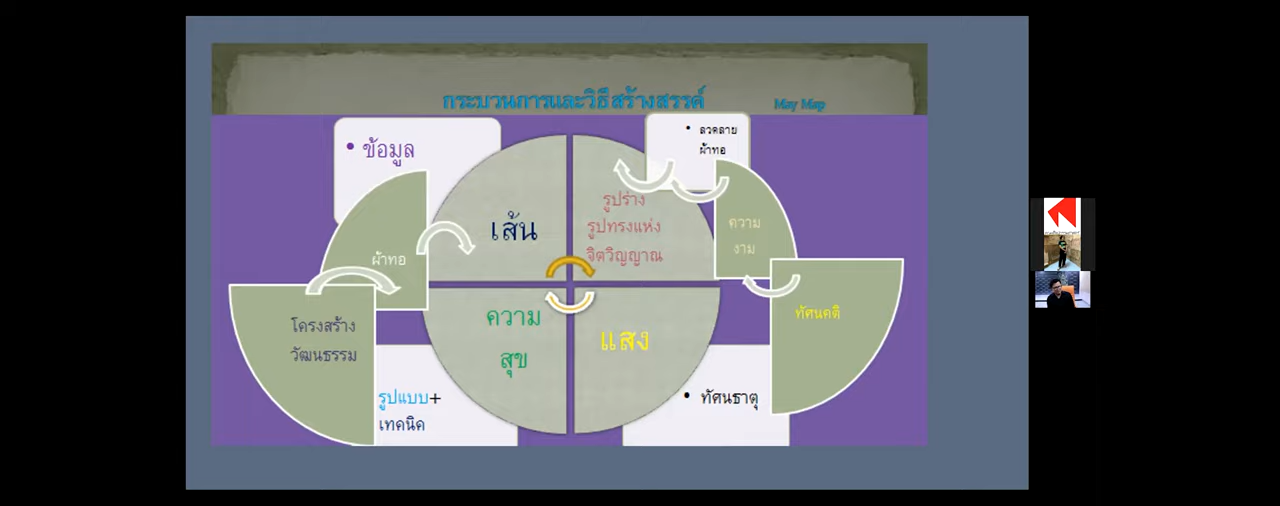 กระบวนการและวิธีสร้างสรรค์ May Map
• ข้อมูล
• ลวดลาย
ผ้าทอ
เส้น
รูปร่าง
รูปทรงแห่ง
จิตวิญญาณ
ความ
งาม
ผ้าทอ
โครงสร้าง
วัฒนธรรม
ความ
สุข
แสง
ทัศนคติ
รูปแบบ+
เทคนิค
• ทัศนธาตุ